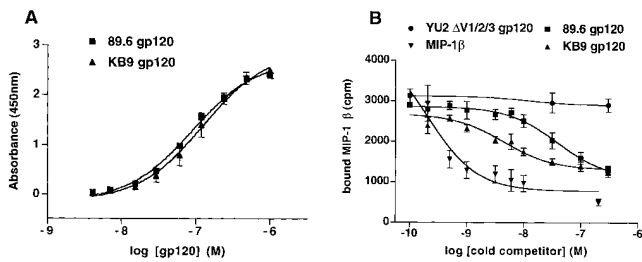 A
89.6 gp120
KB9 gp120
Absorbance (450nm)
3
2
1
0
-9
-8
-7
-6
log [gp120] (M)
B
YU2 ΔV1/2/3 gp120
MIP-1β
89.6 gp120
KB9 gp120
bound MIP-1 β (cpm)
4000
3000
2000
1000
0
-10
-9
-8
-7
-6
log [cold competitor] (M)